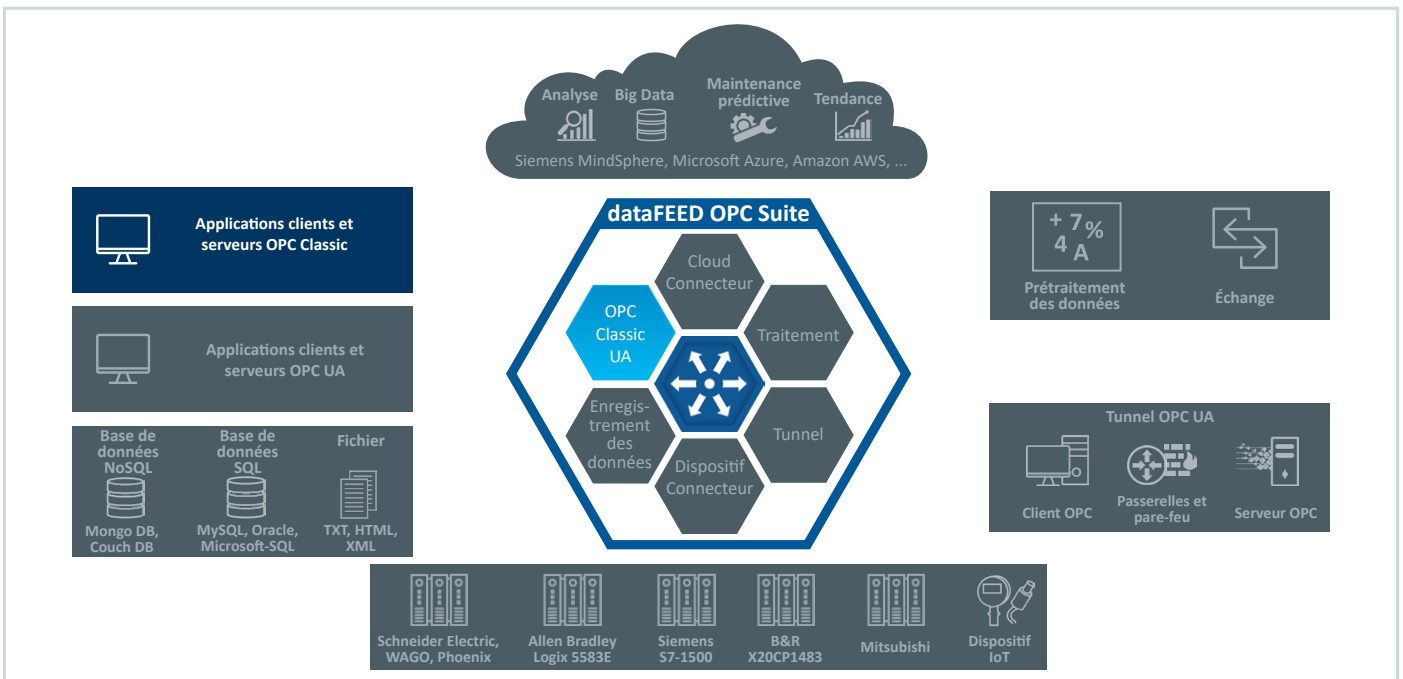 Analyse
Big Data
Maintenance
prédictive
Tendance
Siemens MindSphere, Microsoft Azure, Amazon AWS, ...
Applications clients et
serveurs OPC Classic
Applications clients et
serveurs OPC UA
Base de
données
NoSQL
Mongo DB,
Couch DB
Base de
données
SQL
MySQL, Oracle,
Microsoft-SQL
Fichier
TXT, HTML,
XML
dataFEED OPC Suite
Cloud
Connecteur
OPC
Classic
UA
Traitement
Enregis-
trement
des
données
Tunnel
Dispositif
Connecteur
+ 7%
4 A
Prétraitement
des données
Échange
Tunnel OPC UA
Client OPC
Passerelles et
pare-feu
Serveur OPC
Schneider Electric,
WAGO, Phoenix
Allen Bradley
Logix 5583E
Siemens
S7-1500
B&R
X20CP1483
Mitsubishi
Dispositif
IoT